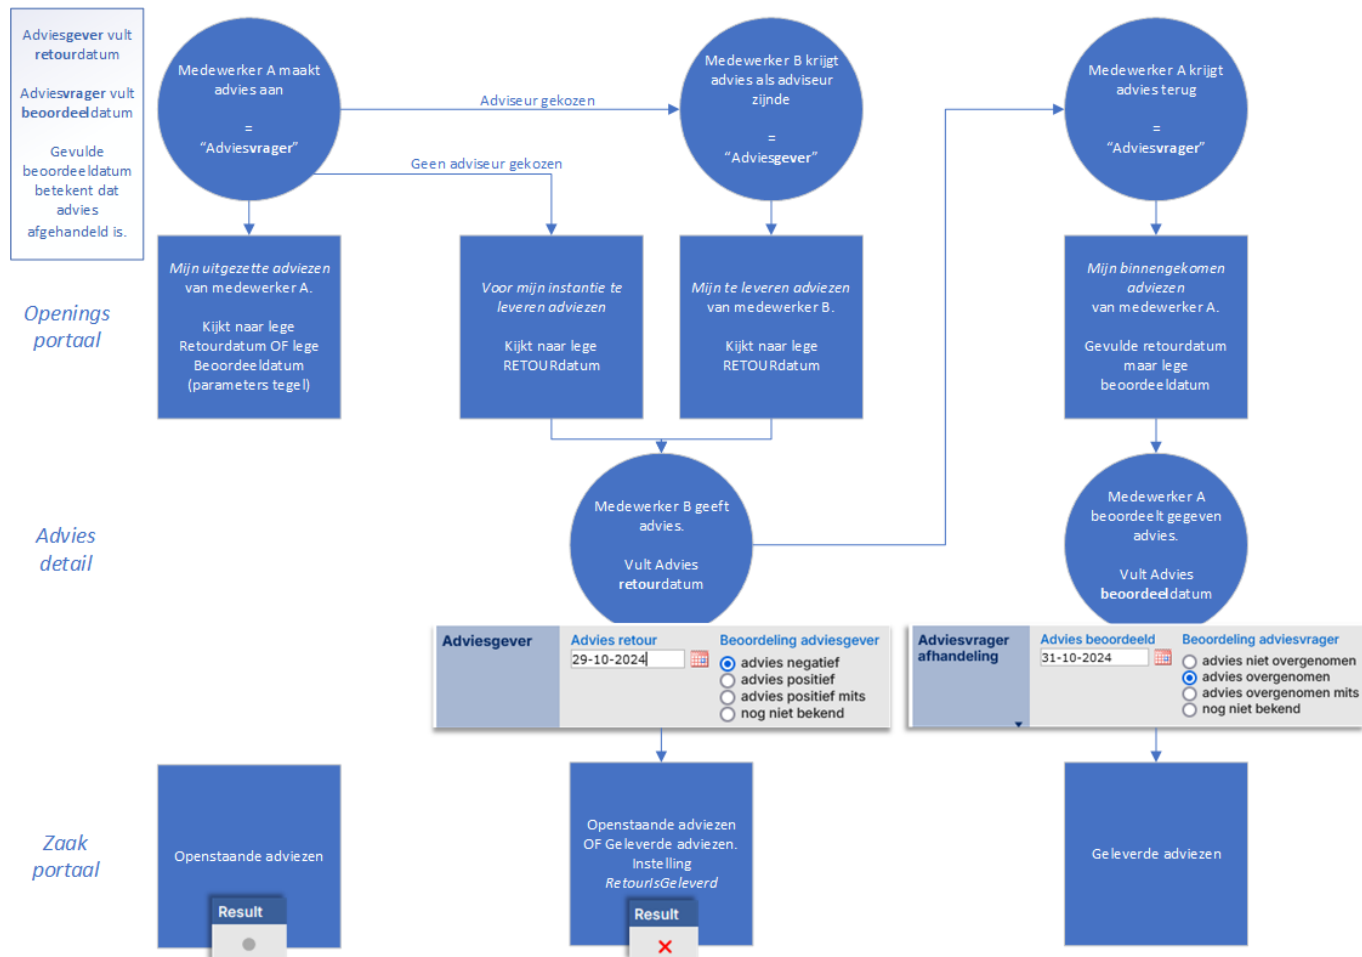 Adviesgever vult
retourdatum
Adviesvrager vult
beoordeeldatum
Gevulde
beoordeeldatum
betekent dat
advies
afgehandeld is.
Medewerker A maakt
advies aan
=
“Adviesvrager”
Adviseur gekozen
Geen adviseur gekozen
Medewerker B krijgt
advies als adviseur
zijnde
=
“Adviesgever”
Medewerker A krijgt
advies terug
=
“Adviesvrager”
Openings
portaal
Mijn uitgezette adviezen
van medewerker A.
Kijkt naar lege
Retourdatum OF lege
Beoordeeldatum
(parameters tegel)
Voor mijn instantie te
leveren adviezen
Kijkt naar lege
RETOURdatum
Mijn te leveren adviezen
van medewerker B.
Kijkt naar lege
RETOURdatum
Mijn binnengekomen
adviezen
van medewerker A.
Gevulde retourdatum
maar lege
beoordeeldatum
Advies
detail
Medewerker B geeft
advies.
Vult Advies
retourdatum
Medewerker A
beoordeelt gegeven
advies.
Vult Advies
beoordeeldatum
Adviesgever
Advies retour
29-10-2024
Beoordeling adviesgever
advies negatief
advies positief
advies positief mits
nog niet bekend
Adviesvrager
afhandeling
Advies beoordeeld
31-10-2024
Beoordeling adviesvrager
advies niet overgenomen
advies overgenomen
advies overgenomen mits
nog niet bekend
Zaak
portaal
Openstaande adviezen
Result
Openstaande adviezen
OF Geleverde adviezen.
Instelling
RetourIsGeleverd
Result
Geleverde adviezen